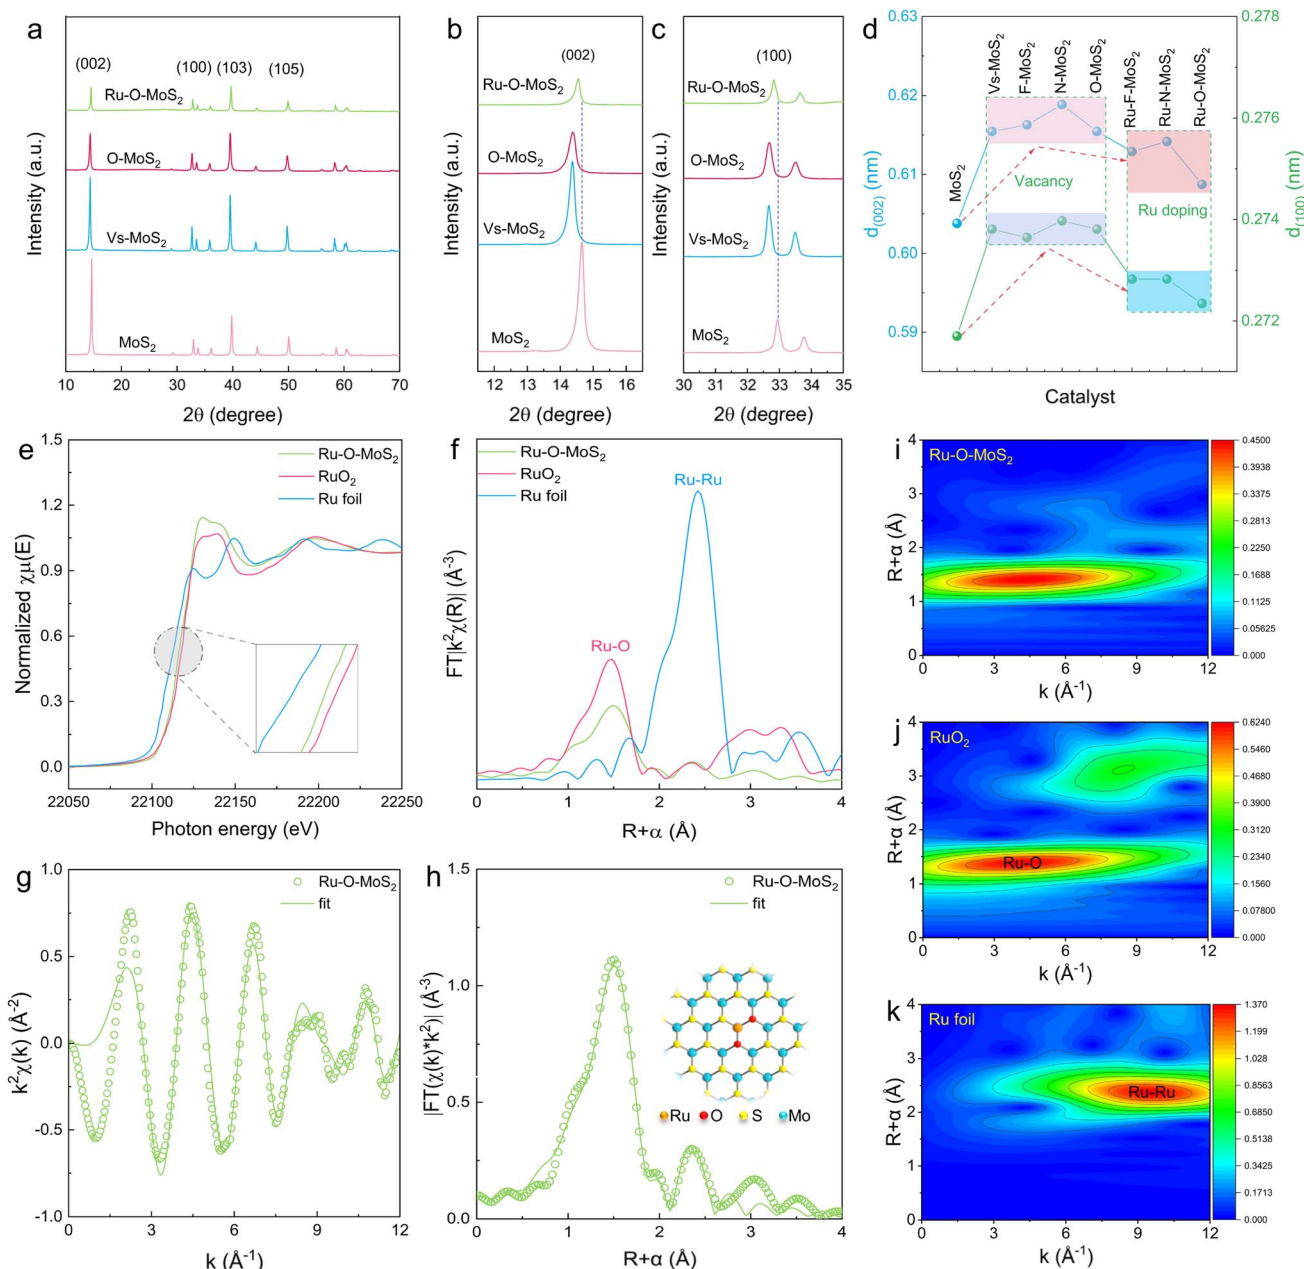 a
(002)
(100) (103)
(105)
Ru-O-MoS₂
O-MoS₂
Vs-MoS₂
MoS₂
Intensity (a.u.)
10 20 30 40 50 60 70
2θ (degree)
b
(002)
Ru-O-MoS₂
O-MoS₂
Vs-MoS₂
MoS₂
Intensity (a.u.)
12 14 16
2θ (degree)
c
(100)
Ru-O-MoS₂
O-MoS₂
Vs-MoS₂
MoS₂
Intensity (a.u.)
30 31 32 33 34 35
2θ (degree)
d
0.63
0.62
0.61
0.60
0.59
d(002) (nm)
MoS₂
Vs-MoS₂
F-MoS₂
N-MoS₂
O-MoS₂
Ru-F-MoS₂
Ru-N-MoS₂
Ru-O-MoS₂
Vacancy
Ru doping
0.278
0.276
0.274
0.272
d(100) (nm)
Catalyst
e
Ru-O-MoS₂
RuO₂
Ru foil
1.5
1.2
0.9
0.6
0.3
0.0
Normalized χμ(E)
22050 22100 22150 22200 22250
Photon energy (eV)
f
Ru-O-MoS₂
RuO₂
Ru foil
Ru-Ru
Ru-O
FT|k²χ(R)| (Å⁻³)
0 1 2 3 4
R+α (Å)
g
Ru-O-MoS₂
fit
1.0
0.5
0.0
-0.5
-1.0
k²χ(k) (Å⁻²)
0 3 6 9 12
k (Å⁻¹)
h
Ru-O-MoS₂
fit
1.5
1.0
0.5
0.0
|FT(χ(k)*k²)| (Å⁻³)
Ru O S Mo
0 1 2 3 4
R+α (Å)
i
Ru-O-MoS₂
4
3
2
1
0
R+α (Å)
0 3 6 9 12
k (Å⁻¹)
0.4500
0.3938
0.3375
0.2813
0.2250
0.1688
0.1125
0.05625
0.000
j
RuO₂
Ru-O
4
3
2
1
0
R+α (Å)
0 3 6 9 12
k (Å⁻¹)
0.6240
0.5460
0.4680
0.3900
0.3120
0.2340
0.1560
0.07800
0.000
k
Ru foil
Ru-Ru
4
3
2
1
0
R+α (Å)
0 3 6 9 12
k (Å⁻¹)
1.370
1.199
1.028
0.8563
0.6850
0.5138
0.3425
0.1713
0.000